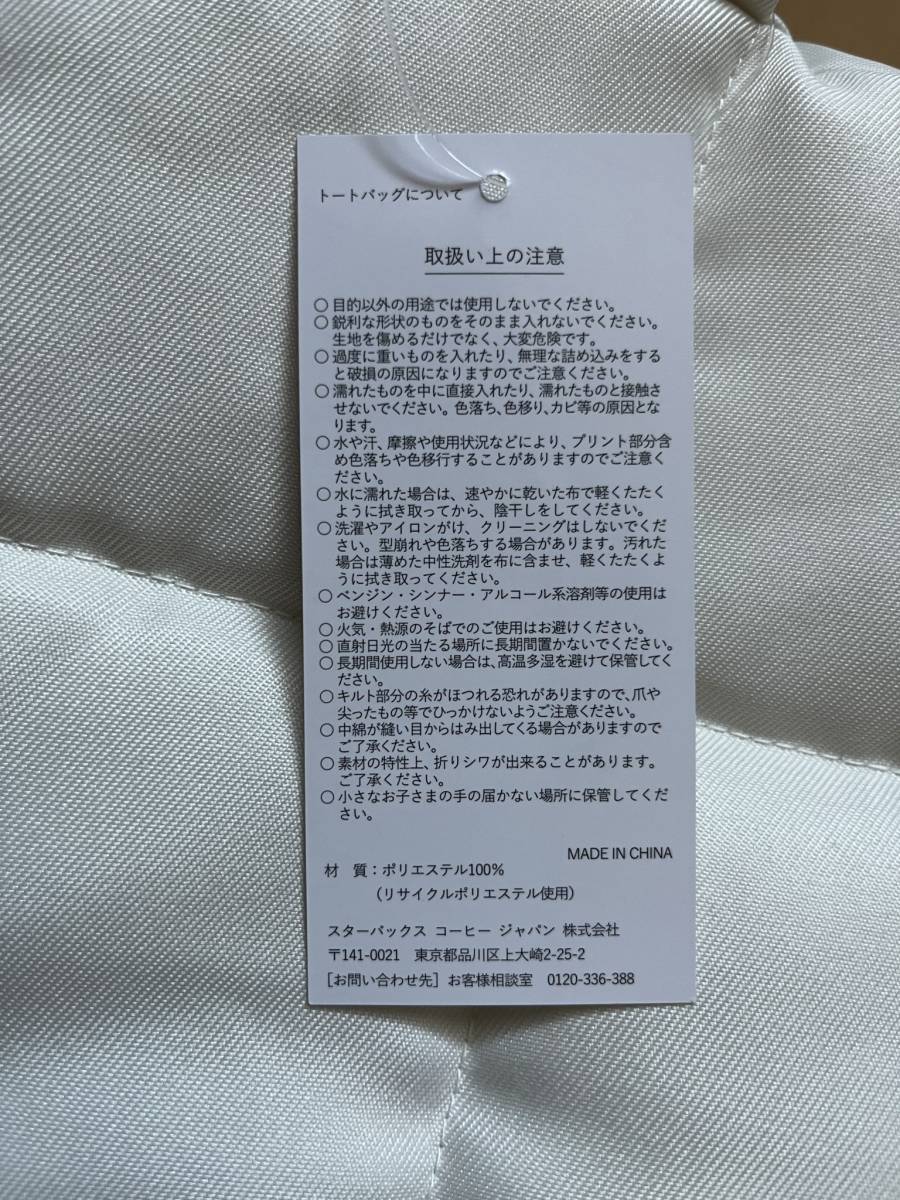 トートバッグについて
取扱い上の注意
○ 目的以外の用途では使用しないでください。
○ 鋭利な形状のものをそのまま入れないでください。
生地を傷めるだけでなく、大変危険です。
○ 過度に重いものを入れたり、無理な詰め込みをする
と破損の原因になりますのでご注意ください。
○ 濡れたものを中に直接入れたり、濡れたものと接触さ
せないでください。色落ち、色移り、カビ等の原因とな
ります。
○ 水や汗、摩擦や使用状況などにより、プリント部分含
め色落ちや色移行することがありますのでご注意く
ださい。
○ 水に濡れた場合は、速やかに乾いた布で軽くたたく
ように拭き取ってから、陰干しをしてください。
○ 洗濯やアイロンがけ、クリーニングはしないでくだ
さい。型崩れや色落ちする場合があります。汚れた
場合は薄めた中性洗剤を布に含ませ、軽くたたくよ
うに拭き取ってください。
○ ベンジン・シンナー・アルコール系溶剤等の使用は
お避けください。
○ 火気・熱源のそばでのご使用はお避けください。
○ 直射日光の当たる場所に長期間置かないでください。
○ 長期間使用しない場合は、高温多湿を避けて保管してく
ださい。
○ キルト部分の糸がほつれる恐れがありますので、爪や
尖ったもの等でひっかけないようご注意ください。
○ 中綿が縫い目からはみ出してくる場合がありますので
ご了承ください。
○ 素材の特性上、折りシワが出来ることがあります。
ご了承ください。
○ 小さなお子さまの手の届かない場所に保管してくだ
さい。
MADE IN CHINA
材 質：ポリエステル100%
（リサイクルポリエステル使用）
スターバックス コーヒー ジャパン 株式会社
〒141-0021 東京都品川区上大崎2-25-2
［お問い合わせ先］お客様相談室 0120-336-388